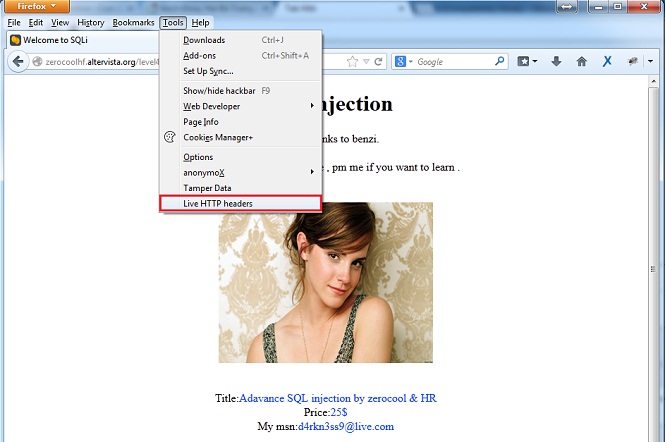 Firefox
File Edit View History Bookmarks Tools Help
Welcome to SQLi
zerocoolhf.altervista.org/level
Google
Downloads Ctrl+J
Add-ons Ctrl+Shift+A
Set Up Sync...
Show/hide hackbar F9
Web Developer
Page Info
Cookies Manager+
Options
anonymoX
Tamper Data
Live HTTP headers
njection
nks to benzi.
e , pm me if you want to learn .
Title:Adavance SQL injection by zerocool & HR
Price:25$
My msn:d4rkn3ss9@live.com